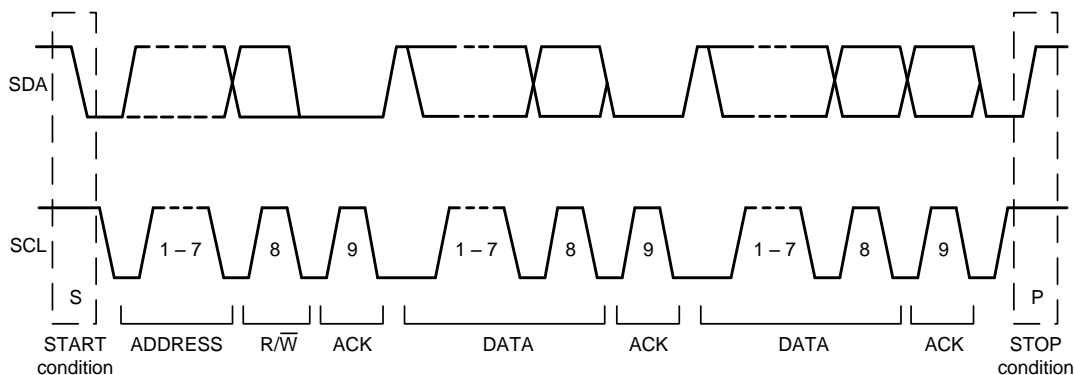 SDA
SCL
1 – 7 8 9 1 – 7 8 9 1 – 7 8 9
S P
START condition ADDRESS R/W̅ ACK DATA ACK DATA ACK STOP condition